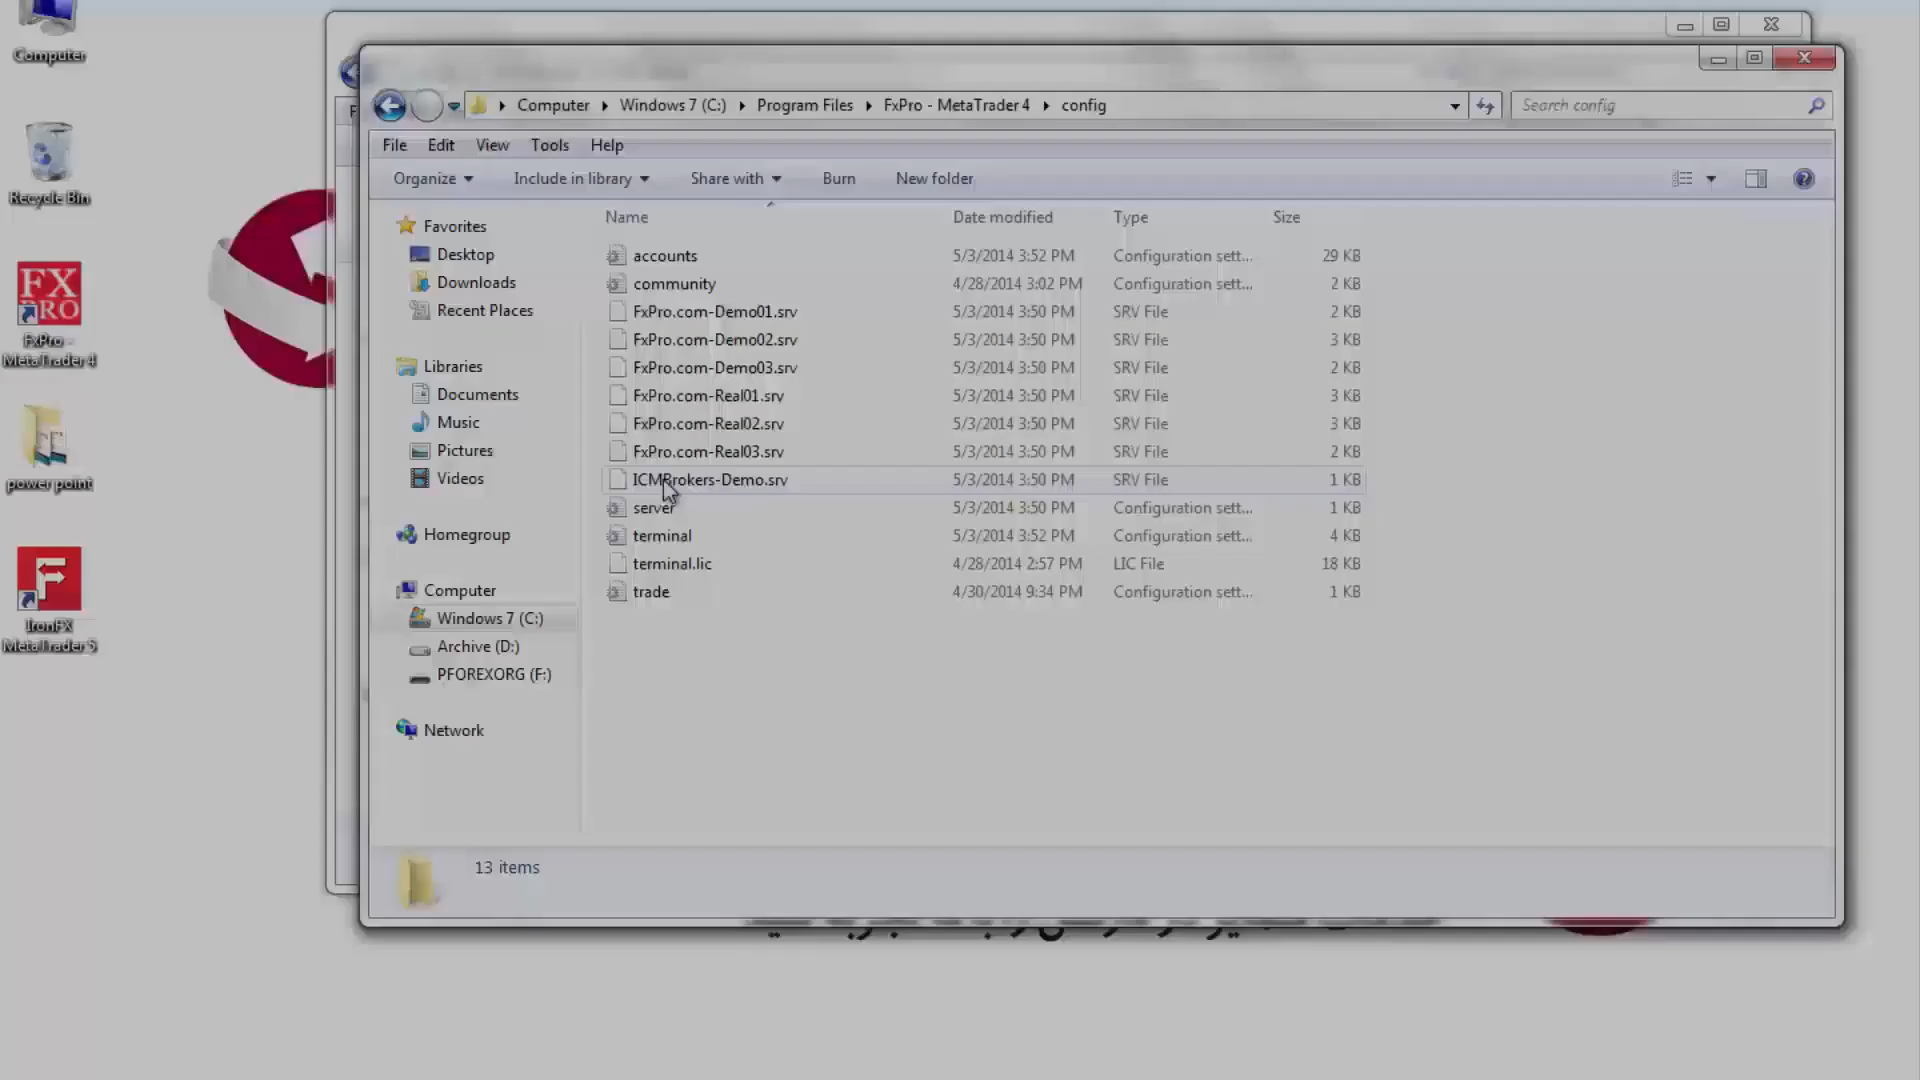 Computer
Recycle Bin
FX
PRO
FxPro -
MetaTrader 4
power point
IronFX
MetaTrader 5
Computer Windows 7 (C:) Program Files FxPro - MetaTrader 4 config
Search config
File Edit View Tools Help
Organize Include in library Share with Burn New folder
Favorites
Desktop
Downloads
Recent Places
Libraries
Documents
Music
Pictures
Videos
Homegroup
Computer
Windows 7 (C:)
Archive (D:)
PFOREXORG (F:)
Network
Name Date modified Type Size
accounts 5/3/2014 3:52 PM Configuration sett... 29 KB
community 4/28/2014 3:02 PM Configuration sett... 2 KB
FxPro.com-Demo01.srv 5/3/2014 3:50 PM SRV File 2 KB
FxPro.com-Demo02.srv 5/3/2014 3:50 PM SRV File 3 KB
FxPro.com-Demo03.srv 5/3/2014 3:50 PM SRV File 2 KB
FxPro.com-Real01.srv 5/3/2014 3:50 PM SRV File 3 KB
FxPro.com-Real02.srv 5/3/2014 3:50 PM SRV File 3 KB
FxPro.com-Real03.srv 5/3/2014 3:50 PM SRV File 2 KB
ICMBrokers-Demo.srv 5/3/2014 3:50 PM SRV File 1 KB
server 5/3/2014 3:50 PM Configuration sett... 1 KB
terminal 5/3/2014 3:52 PM Configuration sett... 4 KB
terminal.lic 4/28/2014 2:57 PM LIC File 18 KB
trade 4/30/2014 9:34 PM Configuration sett... 1 KB
13 items